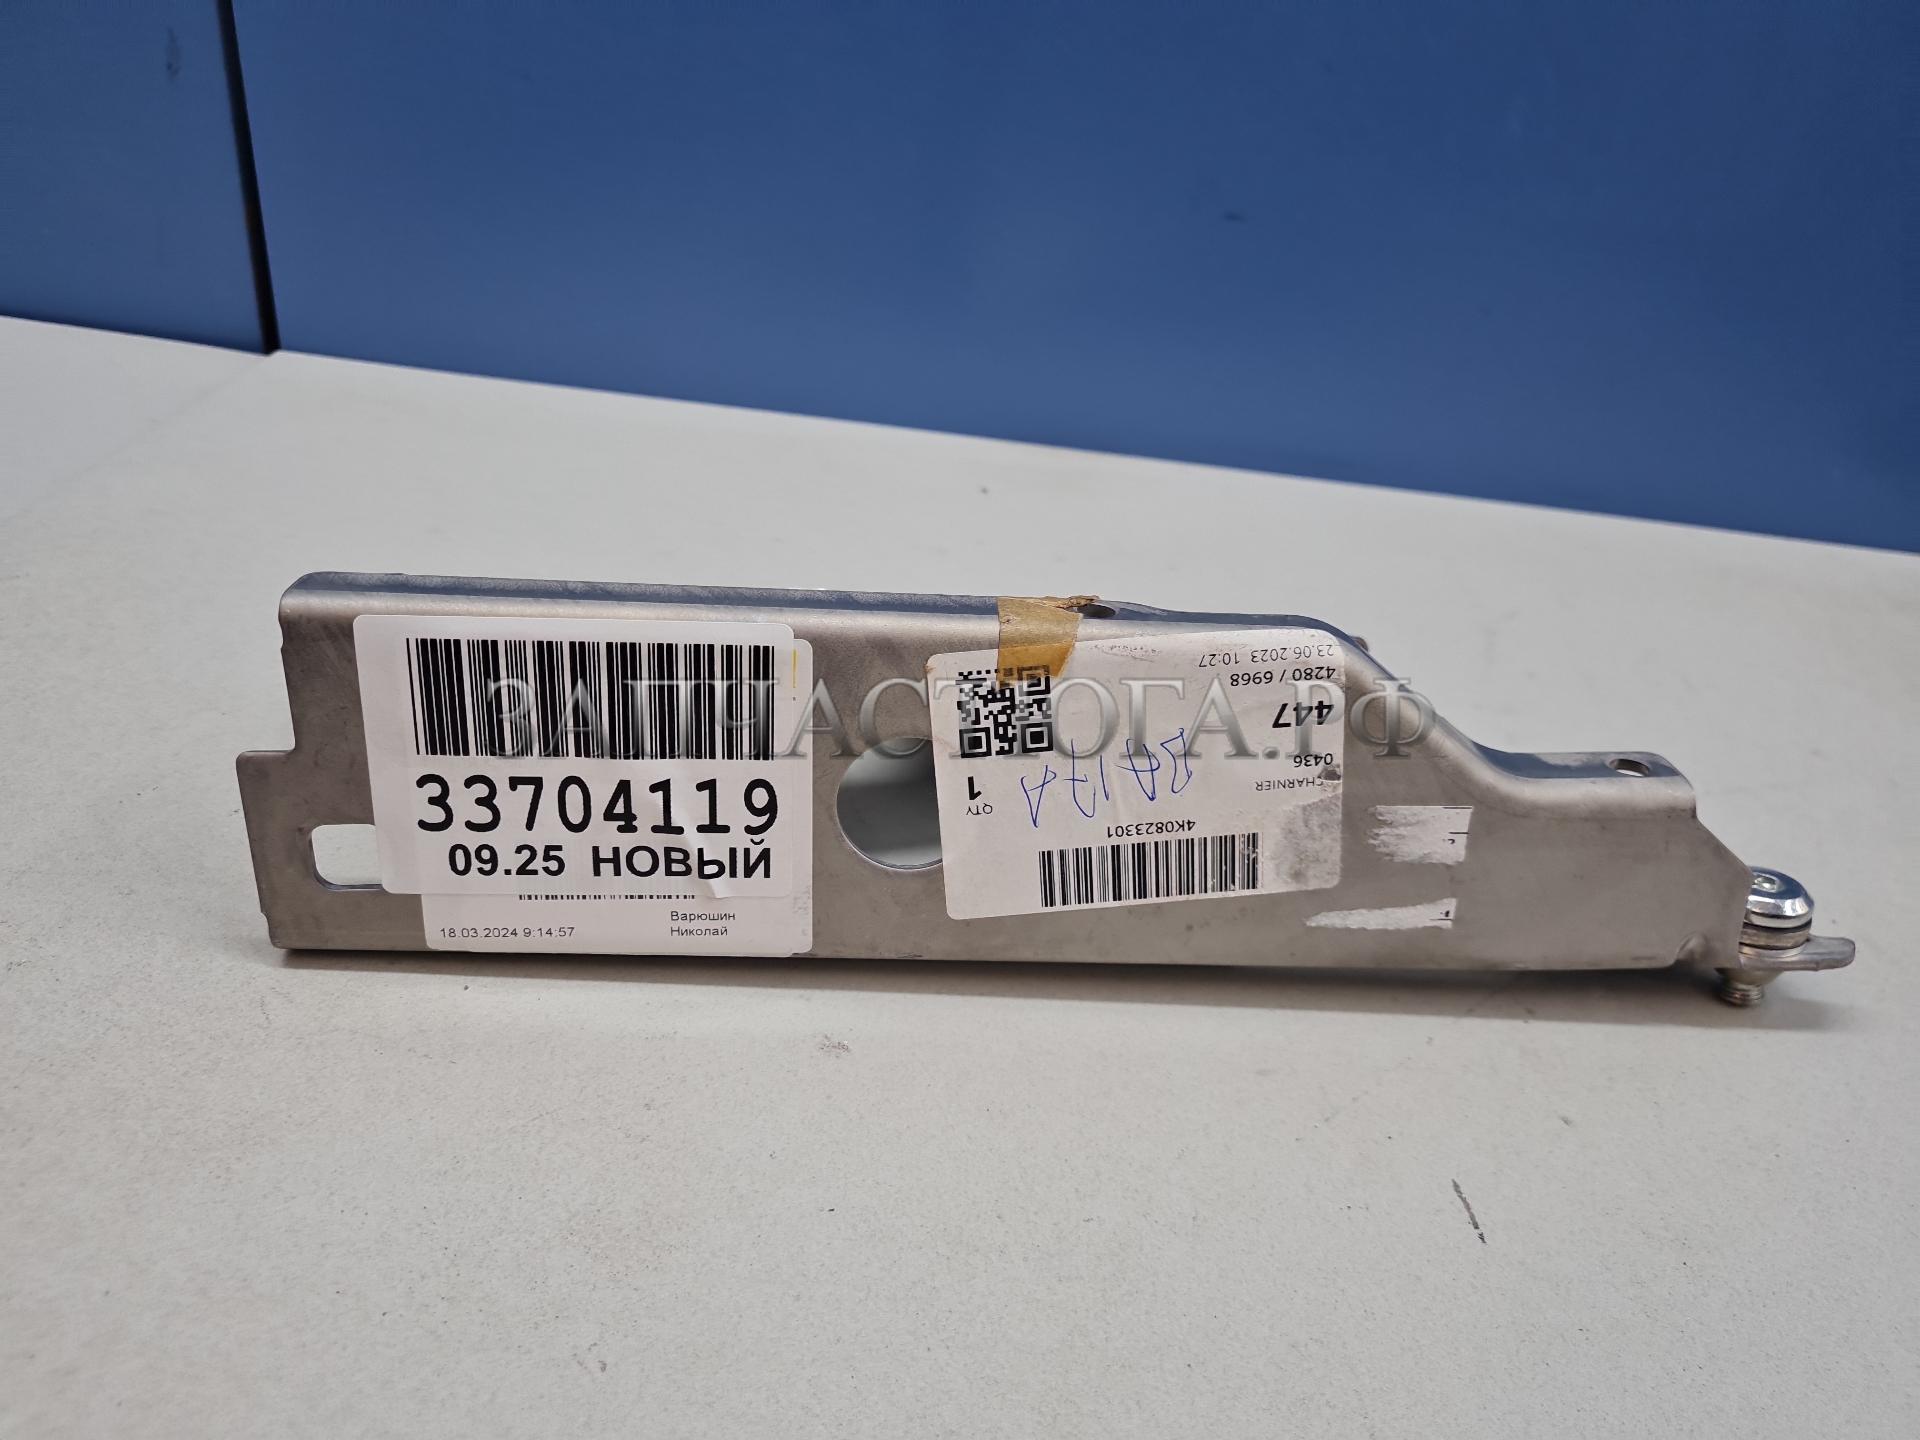 33704119
09.25 НОВЫЙ
18.03.2024 9:14:57
Варюшин
Николай
ЗАПЧАСТЮГА.РФ
4K0823301
QTY
1
CHARNIER
0436
447
4280 / 6968
23.06.2023 10:27